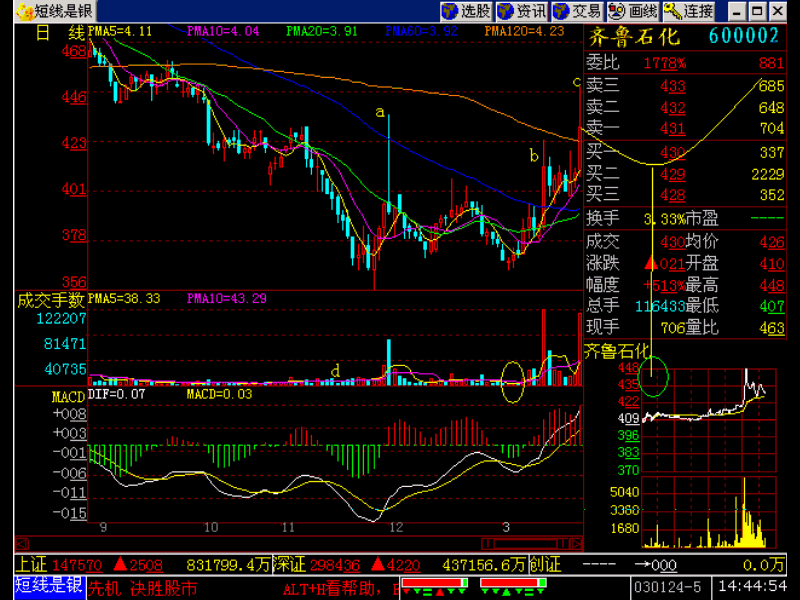 短线是银
选股 资讯 交易 画线 连接
日 线 PMA5=4.11 PMA10=4.04 PMA20=3.91 PMA60=3.92 PMA120=4.23
齐鲁石化 600002
468
446
423
401
378
356
a
b
c
委比 1778% 881
卖三 433 685
卖二 432 648
卖一 431 704
买一 430 337
买二 429 2229
买三 428 352
换手 3.33% 市盈 ----
成交 430 均价 426
涨跌 ▲021 开盘 410
幅度 +513% 最高 448
总手 116433 最低 407
现手 706 量比 463
成交手数 PMA5=38.33 PMA10=43.29
122207
81471
40735
d
齐鲁石化
448
435
422
409
396
383
370
5040
3360
1680
MACD DIF=0.07 MACD=0.03
+008
+003
-001
-006
-011
-015
9 10 11 12 3
上证 147570 ▲2508 831799.4万 深证 298436 ▲4220 437156.6万 创证 ---- →000 0.0万
短线是银 先机 决胜股市 ALT+H看帮助, 030124-5 14:44:54